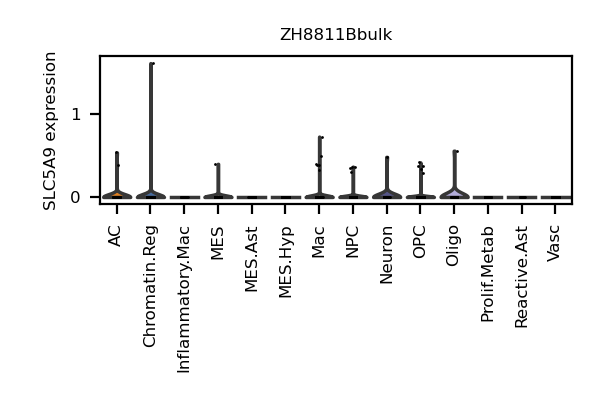 ZH8811Bbulk
SLC5A9 expression
1
0
AC
Chromatin.Reg
Inflammatory.Mac
MES
MES.Ast
MES.Hyp
Mac
NPC
Neuron
OPC
Oligo
Prolif.Metab
Reactive.Ast
Vasc